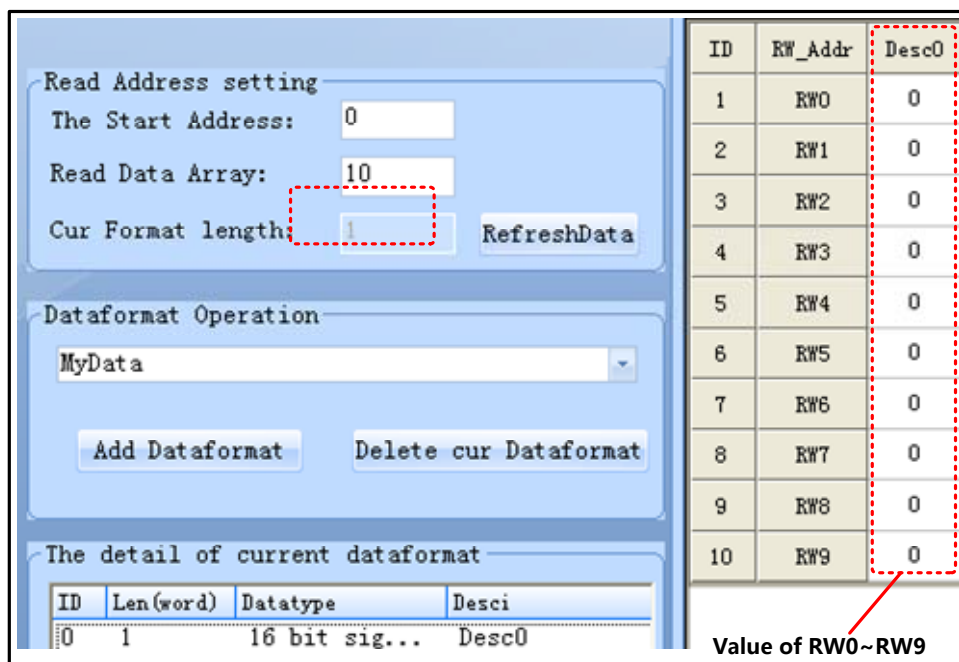 Read Address setting
The Start Address: 0
Read Data Array: 10
Cur Format length: 1 RefreshData
Dataformat Operation
MyData
Add Dataformat Delete cur Dataformat
The detail of current dataformat
ID Len(word) Datatype Desci
0 1 16 bit sig... Desc0
ID RW_Addr Desc0
1 RW0 0
2 RW1 0
3 RW2 0
4 RW3 0
5 RW4 0
6 RW5 0
7 RW6 0
8 RW7 0
9 RW8 0
10 RW9 0
Value of RW0~RW9